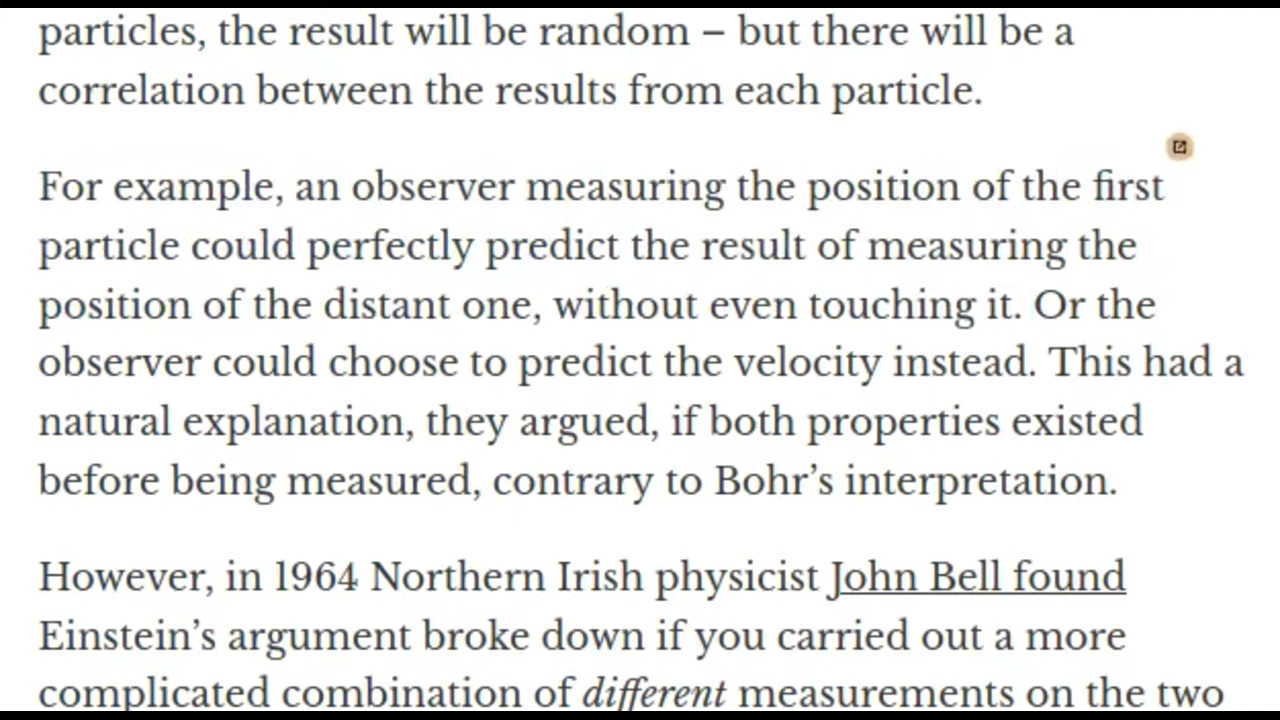 particles, the result will be random – but there will be a
correlation between the results from each particle.
For example, an observer measuring the position of the first
particle could perfectly predict the result of measuring the
position of the distant one, without even touching it. Or the
observer could choose to predict the velocity instead. This had a
natural explanation, they argued, if both properties existed
before being measured, contrary to Bohr’s interpretation.
However, in 1964 Northern Irish physicist John Bell found
Einstein’s argument broke down if you carried out a more
complicated combination of different measurements on the two